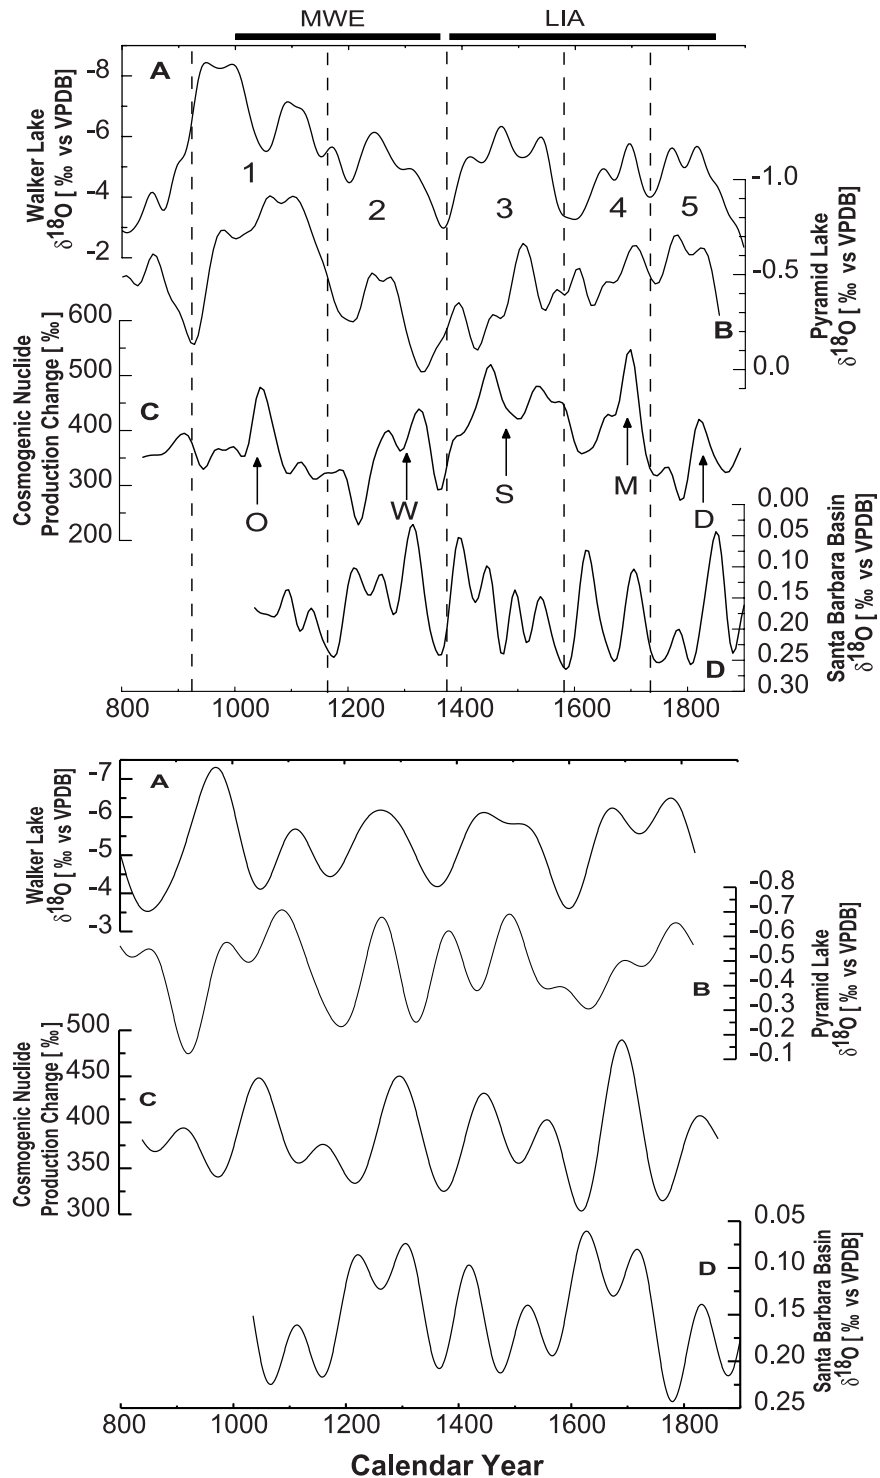 MWE LIA
A
Walker Lake
δ18O [ ‰ vs VPDB]
-8
-6
-4
-2
1 2 3 4 5
Pyramid Lake
δ18O [ ‰ vs VPDB]
-1.0
-0.5
0.0
B
Cosmogenic Nuclide
Production Change [ ‰]
600
500
400
300
200
C
O W S M D
Santa Barbara Basin
δ18O [ ‰ vs VPDB]
0.00
0.05
0.10
0.15
0.20
0.25
0.30
D
800 1000 1200 1400 1600 1800
A
Walker Lake
δ18O [ ‰ vs VPDB]
-7
-6
-5
-4
-3
Pyramid Lake
δ18O [ ‰ vs VPDB]
-0.8
-0.7
-0.6
-0.5
-0.4
-0.3
-0.2
-0.1
B
Cosmogenic Nuclide
Production Change [ ‰]
500
450
400
350
300
C
Santa Barbara Basin
δ18O [ ‰ vs VPDB]
0.05
0.10
0.15
0.20
0.25
D
800 1000 1200 1400 1600 1800
Calendar Year